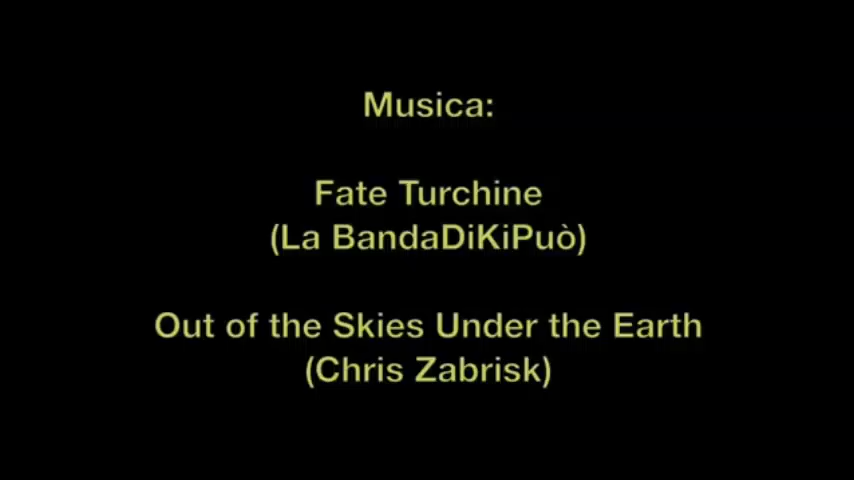 Musica:
Fate Turchine
(La BandaDiKiPuò)
Out of the Skies Under the Earth
(Chris Zabrisk)